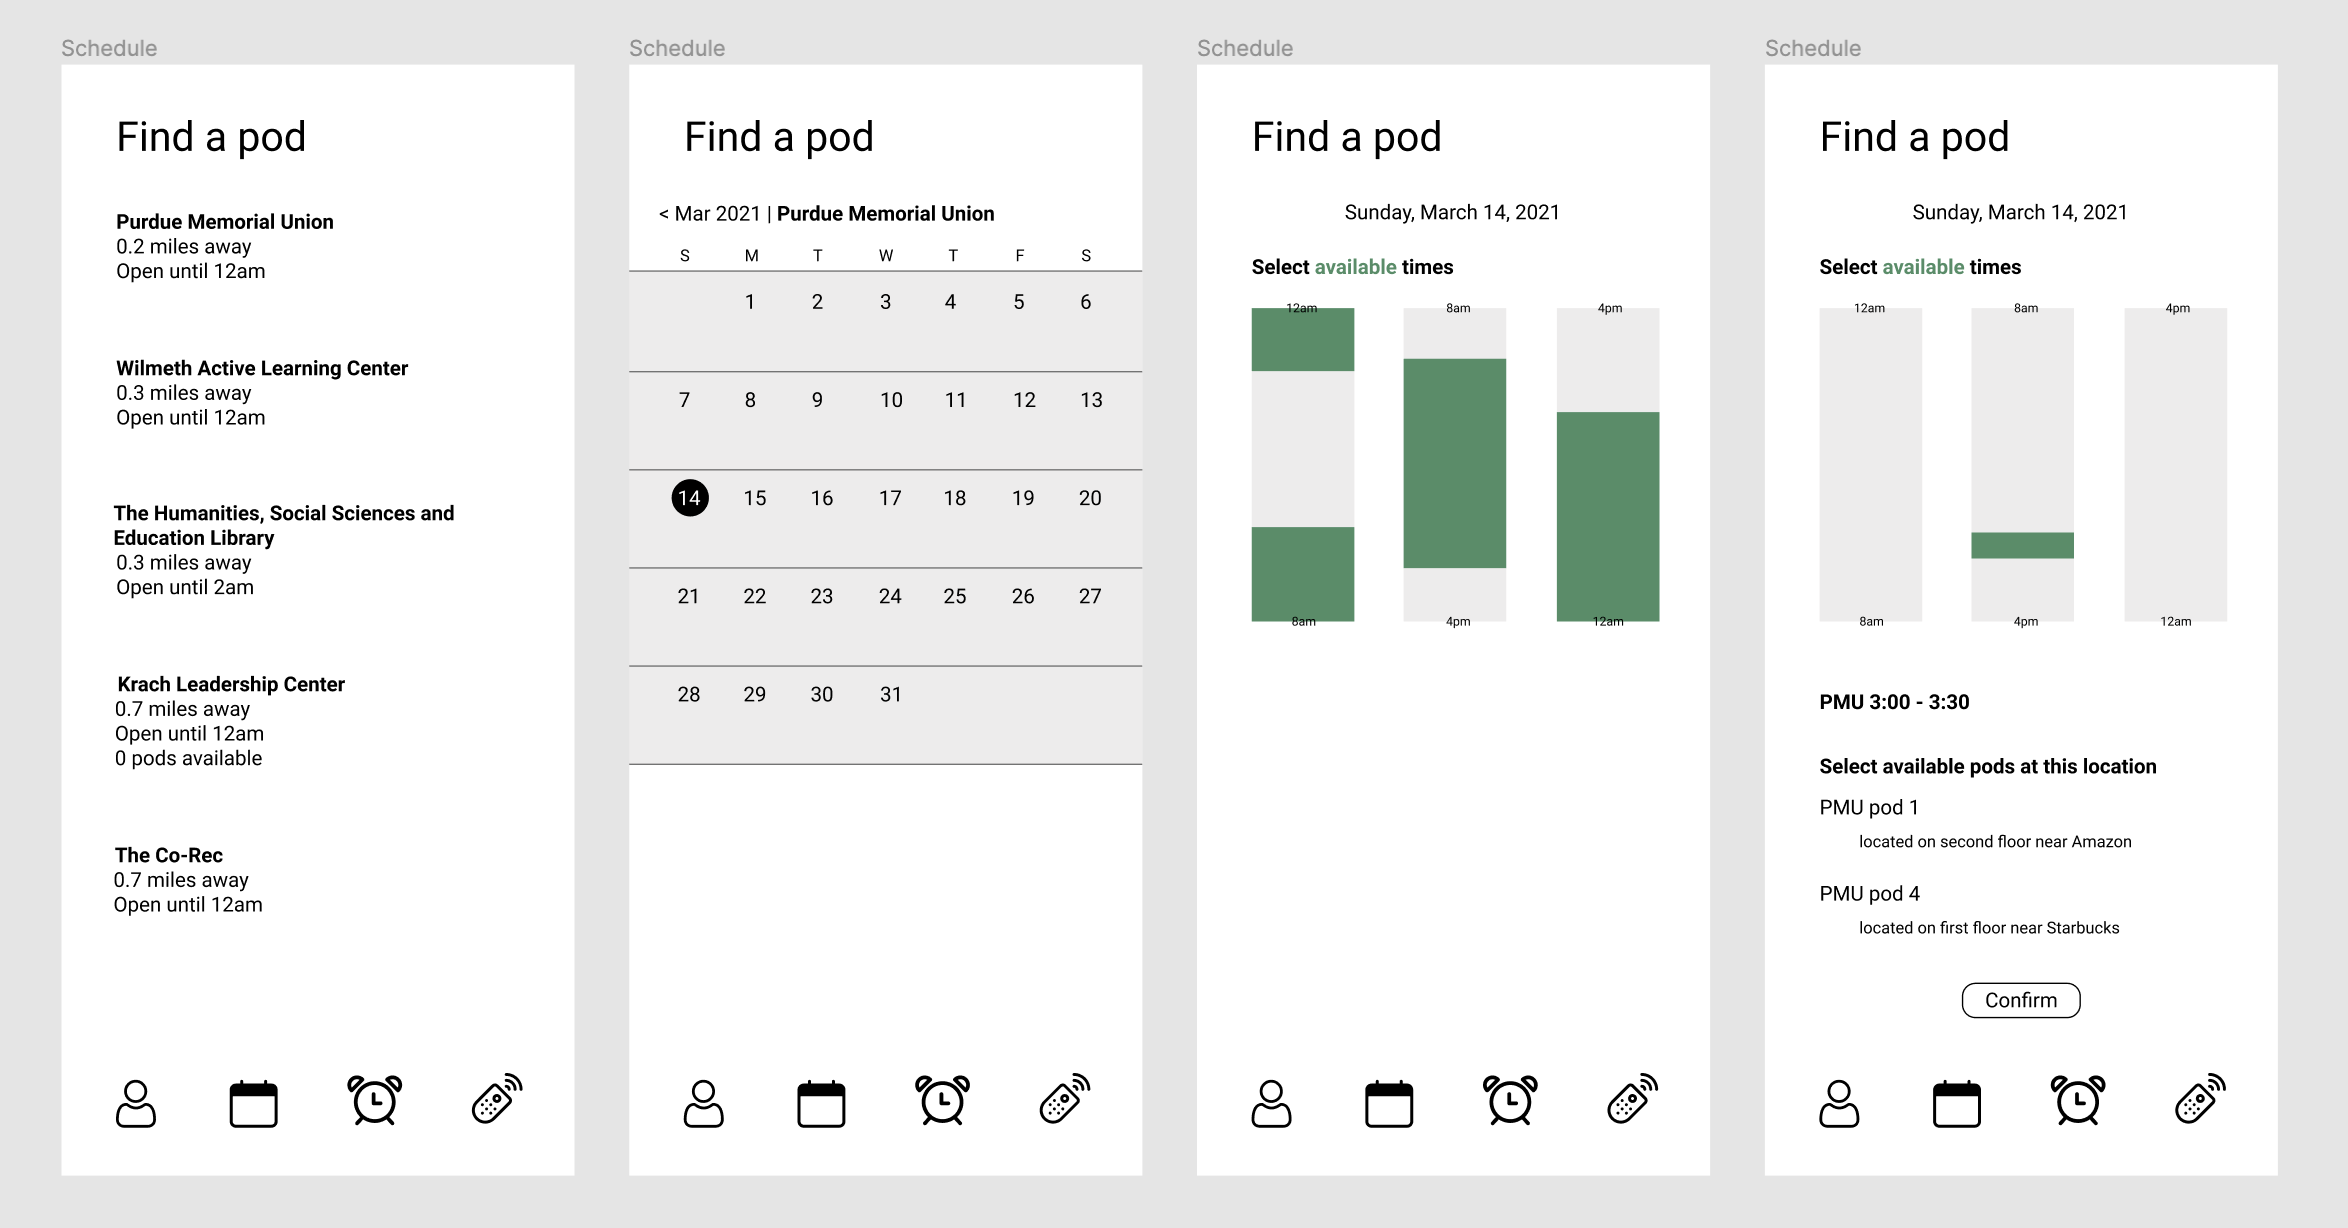 Schedule
Find a pod
Purdue Memorial Union
0.2 miles away
Open until 12am
Wilmeth Active Learning Center
0.3 miles away
Open until 12am
The Humanities, Social Sciences and
Education Library
0.3 miles away
Open until 2am
Krach Leadership Center
0.7 miles away
Open until 12am
0 pods available
The Co-Rec
0.7 miles away
Open until 12am
Schedule
Find a pod
< Mar 2021 | Purdue Memorial Union
S M T W T F S
1 2 3 4 5 6
7 8 9 10 11 12 13
14 15 16 17 18 19 20
21 22 23 24 25 26 27
28 29 30 31
Schedule
Find a pod
Sunday, March 14, 2021
Select available times
12am 8am 4pm
8am 4pm 12am
Schedule
Find a pod
Sunday, March 14, 2021
Select available times
12am 8am 4pm
8am 4pm 12am
PMU 3:00 - 3:30
Select available pods at this location
PMU pod 1
located on second floor near Amazon
PMU pod 4
located on first floor near Starbucks
Confirm